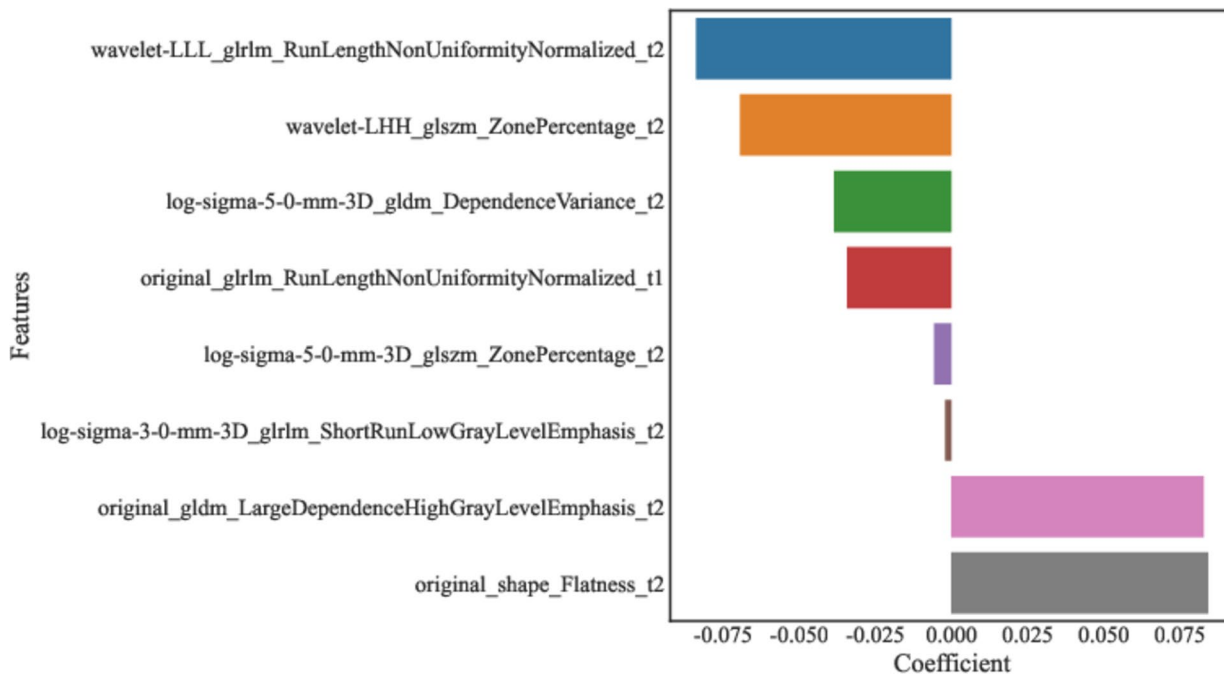 Features
wavelet-LLL_glrlm_RunLengthNonUniformityNormalized_t2
wavelet-LHH_glszm_ZonePercentage_t2
log-sigma-5-0-mm-3D_gldm_DependenceVariance_t2
original_glrlm_RunLengthNonUniformityNormalized_t1
log-sigma-5-0-mm-3D_glszm_ZonePercentage_t2
log-sigma-3-0-mm-3D_glrlm_ShortRunLowGrayLevelEmphasis_t2
original_gldm_LargeDependenceHighGrayLevelEmphasis_t2
original_shape_Flatness_t2
-0.075 -0.050 -0.025 0.000 0.025 0.050 0.075
Coefficient